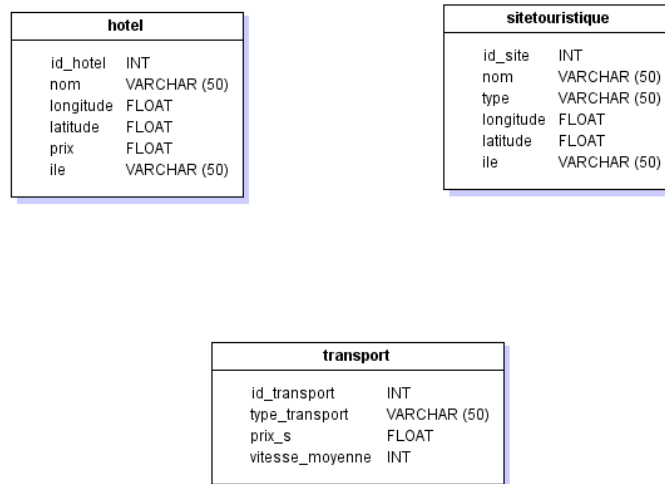 hotel
id_hotel INT
nom VARCHAR (50)
longitude FLOAT
latitude FLOAT
prix FLOAT
ile VARCHAR (50)
sitetouristique
id_site INT
nom VARCHAR (50)
type VARCHAR (50)
longitude FLOAT
latitude FLOAT
ile VARCHAR (50)
transport
id_transport INT
type_transport VARCHAR (50)
prix_s FLOAT
vitesse_moyenne INT